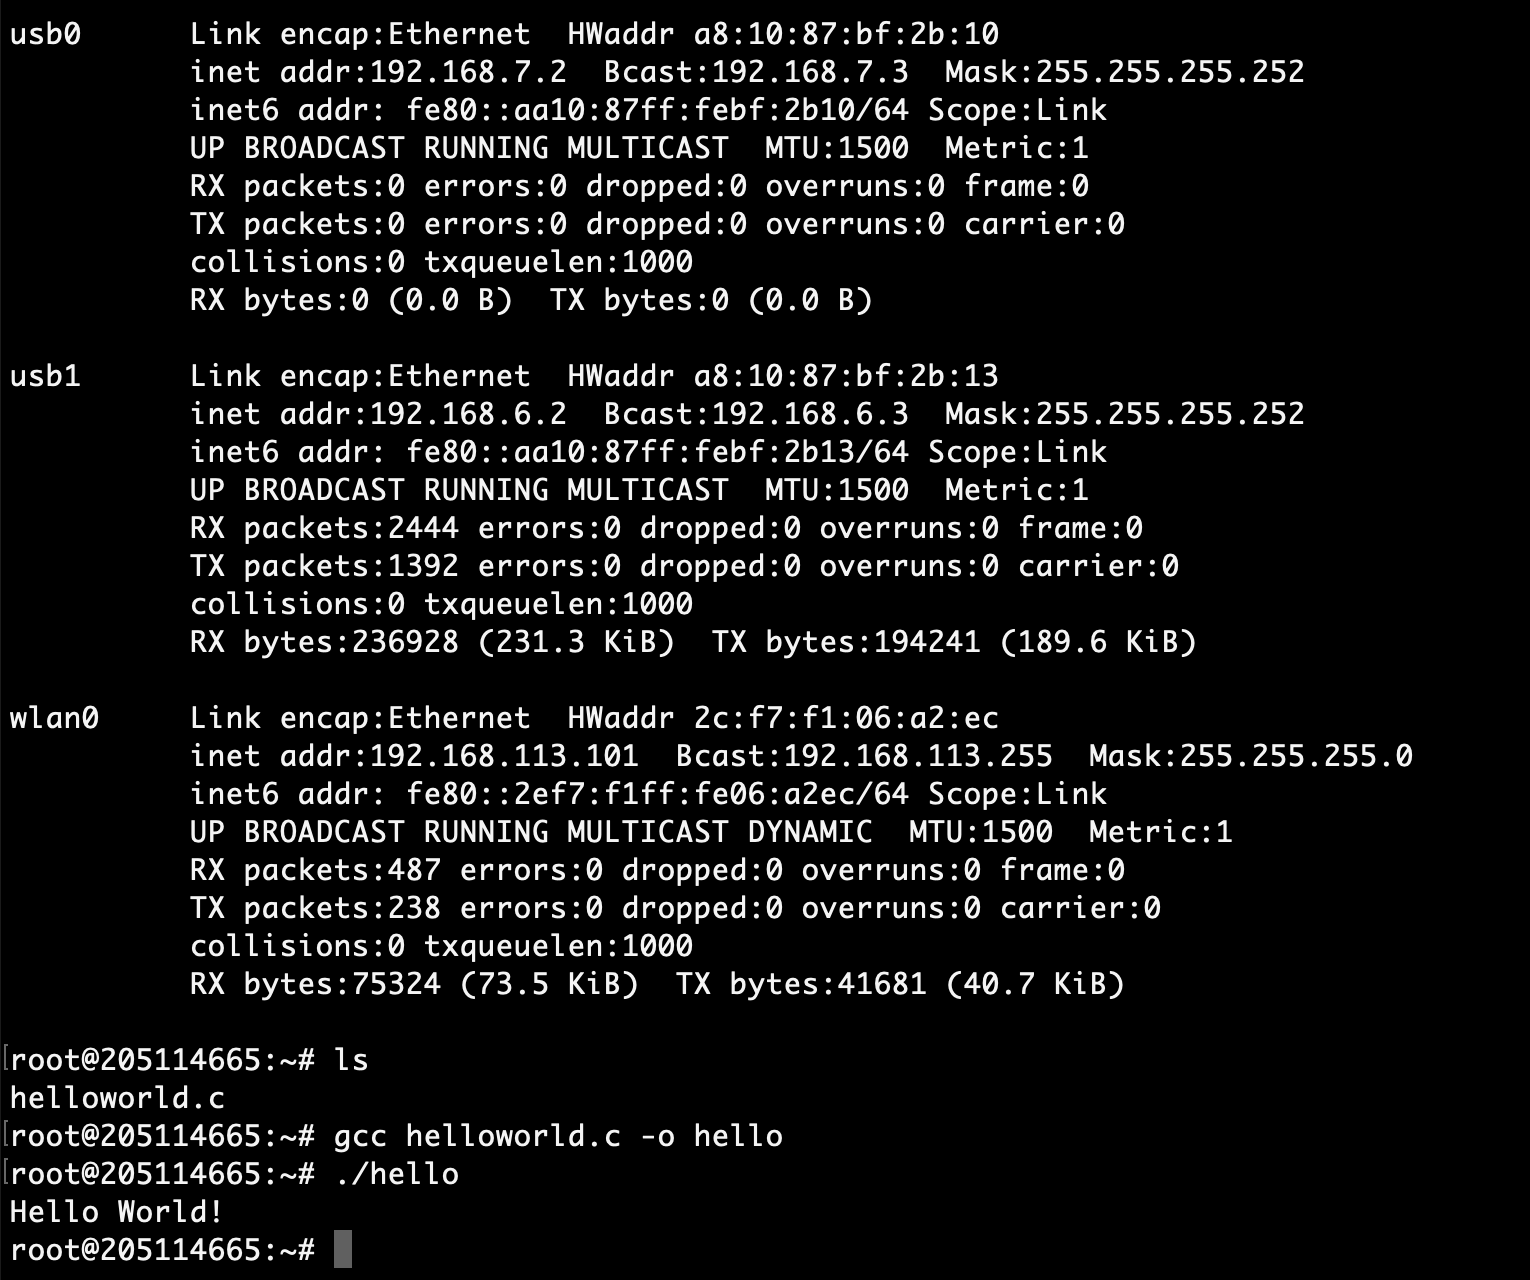 usb0      Link encap:Ethernet  HWaddr a8:10:87:bf:2b:10
          inet addr:192.168.7.2  Bcast:192.168.7.3  Mask:255.255.255.252
          inet6 addr: fe80::aa10:87ff:febf:2b10/64 Scope:Link
          UP BROADCAST RUNNING MULTICAST  MTU:1500  Metric:1
          RX packets:0 errors:0 dropped:0 overruns:0 frame:0
          TX packets:0 errors:0 dropped:0 overruns:0 carrier:0
          collisions:0 txqueuelen:1000
          RX bytes:0 (0.0 B)  TX bytes:0 (0.0 B)

usb1      Link encap:Ethernet  HWaddr a8:10:87:bf:2b:13
          inet addr:192.168.6.2  Bcast:192.168.6.3  Mask:255.255.255.252
          inet6 addr: fe80::aa10:87ff:febf:2b13/64 Scope:Link
          UP BROADCAST RUNNING MULTICAST  MTU:1500  Metric:1
          RX packets:2444 errors:0 dropped:0 overruns:0 frame:0
          TX packets:1392 errors:0 dropped:0 overruns:0 carrier:0
          collisions:0 txqueuelen:1000
          RX bytes:236928 (231.3 KiB)  TX bytes:194241 (189.6 KiB)

wlan0     Link encap:Ethernet  HWaddr 2c:f7:f1:06:a2:ec
          inet addr:192.168.113.101  Bcast:192.168.113.255  Mask:255.255.255.0
          inet6 addr: fe80::2ef7:f1ff:fe06:a2ec/64 Scope:Link
          UP BROADCAST RUNNING MULTICAST DYNAMIC  MTU:1500  Metric:1
          RX packets:487 errors:0 dropped:0 overruns:0 frame:0
          TX packets:238 errors:0 dropped:0 overruns:0 carrier:0
          collisions:0 txqueuelen:1000
          RX bytes:75324 (73.5 KiB)  TX bytes:41681 (40.7 KiB)

root@205114665:~# ls
helloworld.c
root@205114665:~# gcc helloworld.c -o hello
root@205114665:~# ./hello
Hello World!
root@205114665:~#